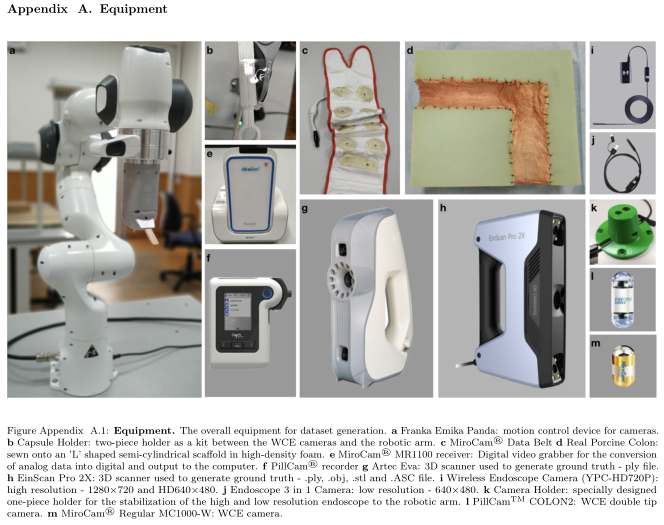 Appendix A. Equipment
a
b
c
d
i
j
e
MiroCam
g
h
EinScan Pro 2X
k
f
l
m
Figure Appendix A.1: Equipment. The overall equipment for dataset generation. a Franka Emika Panda: motion control device for cameras.
b Capsule Holder: two-piece holder as a kit between the WCE cameras and the robotic arm. c MiroCam® Data Belt d Real Porcine Colon:
sewn onto an 'L' shaped semi-cylindrical scaffold in high-density foam. e MiroCam® MR1100 receiver: Digital video grabber for the conversion
of analog data into digital and output to the computer. f PillCam® recorder g Artec Eva: 3D scanner used to generate ground truth - ply file.
h EinScan Pro 2X: 3D scanner used to generate ground truth - .ply, .obj, .stl and .ASC file. i Wireless Endoscope Camera (YPC-HD720P):
high resolution - 1280×720 and HD640×480. j Endoscope 3 in 1 Camera: low resolution - 640×480. k Camera Holder: specially designed
one-piece holder for the stabilization of the high and low resolution endoscope to the robotic arm. l PillCam™ COLON2: WCE double tip
camera. m MiroCam® Regular MC1000-W: WCE camera.